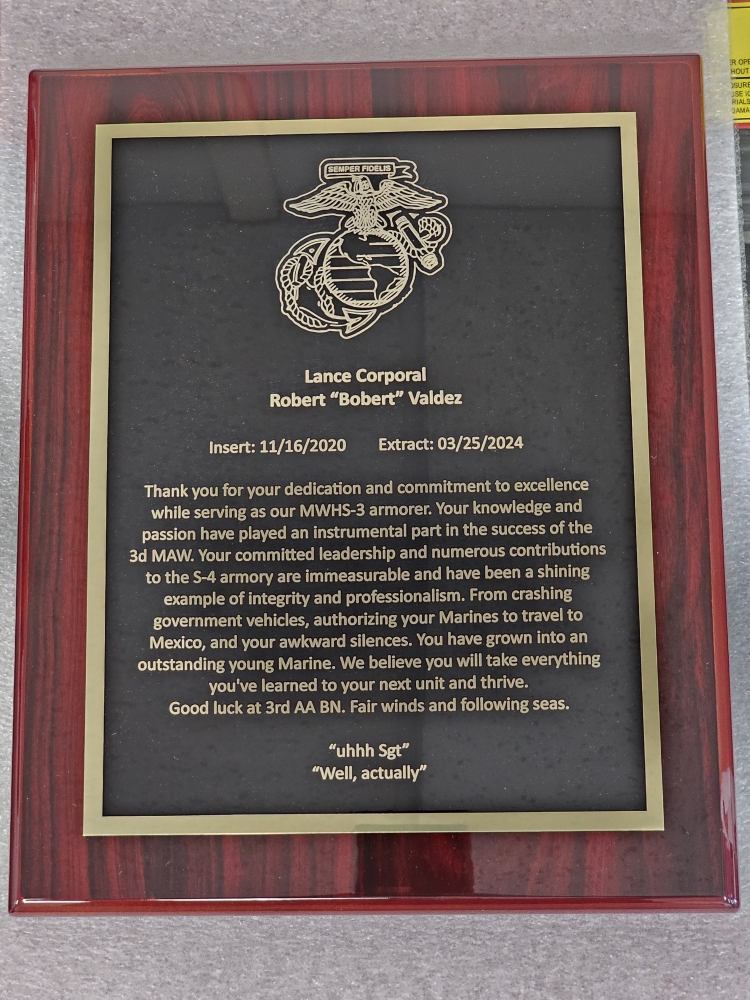 SEMPER FIDELIS
Lance Corporal
Robert “Bobert” Valdez
Insert: 11/16/2020 Extract: 03/25/2024
Thank you for your dedication and commitment to excellence
while serving as our MWHS-3 armorer. Your knowledge and
passion have played an instrumental part in the success of the
3d MAW. Your committed leadership and numerous contributions
to the S-4 armory are immeasurable and have been a shining
example of integrity and professionalism. From crashing
government vehicles, authorizing your Marines to travel to
Mexico, and your awkward silences. You have grown into an
outstanding young Marine. We believe you will take everything
you've learned to your next unit and thrive.
Good luck at 3rd AA BN. Fair winds and following seas.
“uhhh Sgt”
“Well, actually”